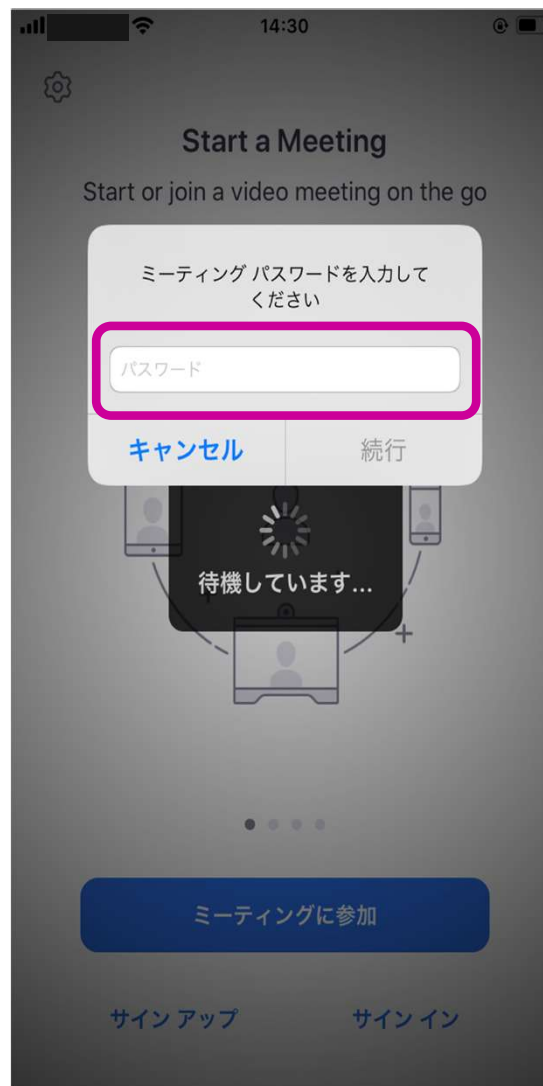 14:30
Start a Meeting
Start or join a video meeting on the go
ミーティング パスワードを入力して
ください
パスワード
キャンセル
続行
待機しています...
ミーティングに参加
サイン アップ
サイン イン